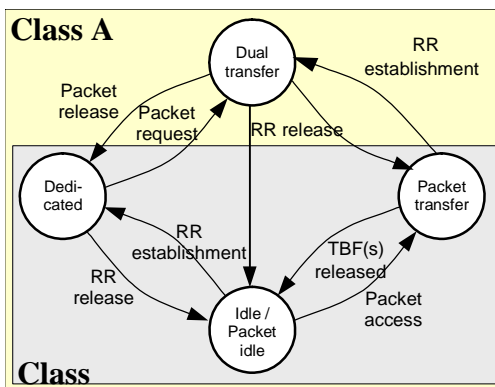 Class A
Dual
transfer
RR
establishment
Packet
release
Packet
request
RR release
Dedi-
cated
Packet
transfer
RR
establishment
TBF(s)
released
RR
release
Packet
access
Idle /
Packet
idle
Class